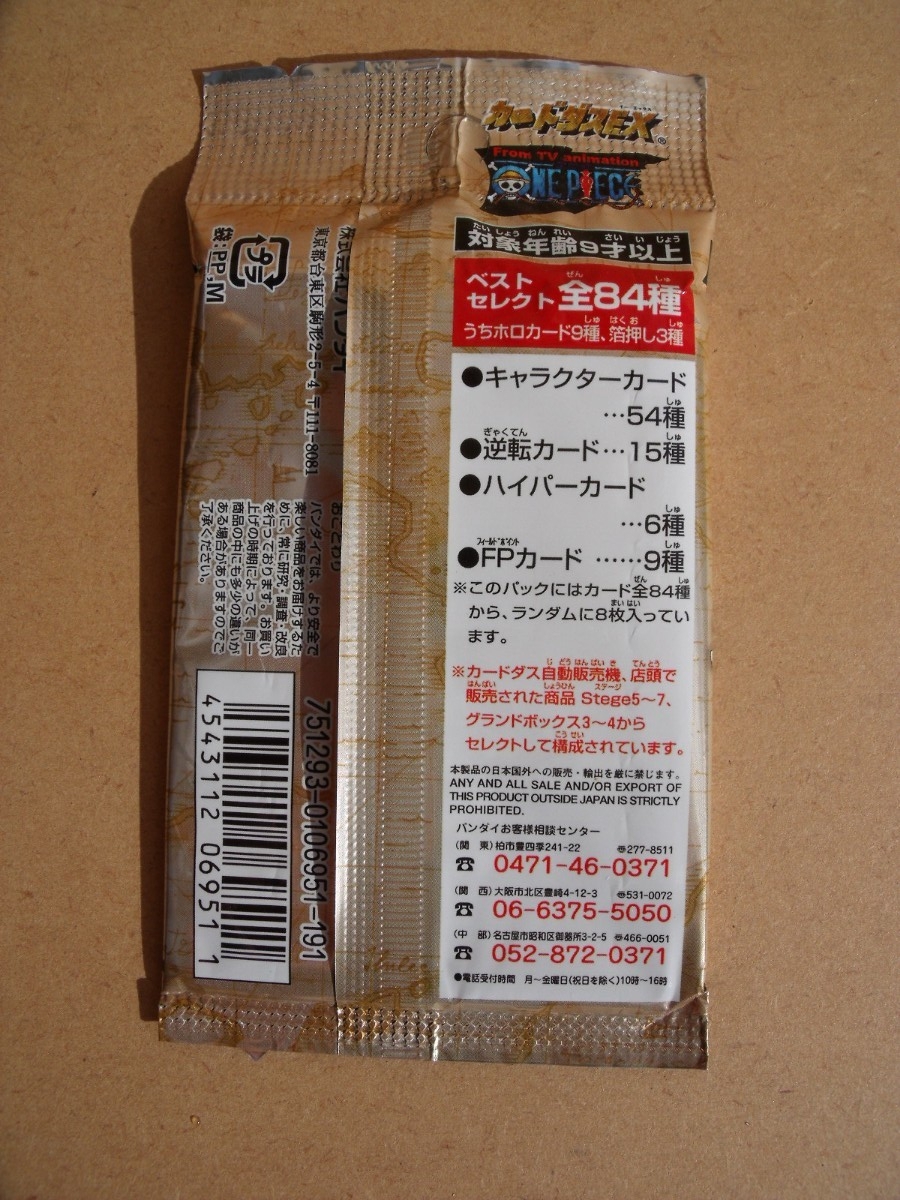 カードダスEX®
From TV animation
ONE PIECE
対象年齢9才以上
ベスト
セレクト 全84種
うちホロカード9種、箔押し3種
●キャラクターカード
…54種
●逆転カード…15種
●ハイパーカード
…6種
●FPカード ……9種
※このパックにはカード全84種
から、ランダムに8枚入ってい
ます。
※カードダス自動販売機、店頭で
販売された商品 Stege5～7、
グランドボックス3～4から
セレクトして構成されています。
本製品の日本国外への販売・輸出を厳に禁じます。
ANY AND ALL SALE AND/OR EXPORT OF
THIS PRODUCT OUTSIDE JAPAN IS STRICTLY
PROHIBITED.
バンダイお客様相談センター
(関 東)柏市豊四季241-22 〠277-8511
☎ 0471-46-0371
(関 西)大阪市北区豊崎4-12-3 〠531-0072
☎ 06-6375-5050
(中 部)名古屋市昭和区御器所3-2-5 〠466-0051
☎ 052-872-0371
●電話受付時間 月～金曜日(祝日を除く)10時～16時
株式会社バンダイ
東京都台東区駒形2-5-4 〒111-8081
プラ
袋:PP,M
おことわり
バンダイでは、より安全で
楽しい商品をお届けするた
めに、常に研究・調査・改良
を行っております。お買い
上げの時期によって、同一
商品の中にも多少の違いが
ある場合がありますのでご
了承ください。
751293-0106951-191
4543112 06951 1